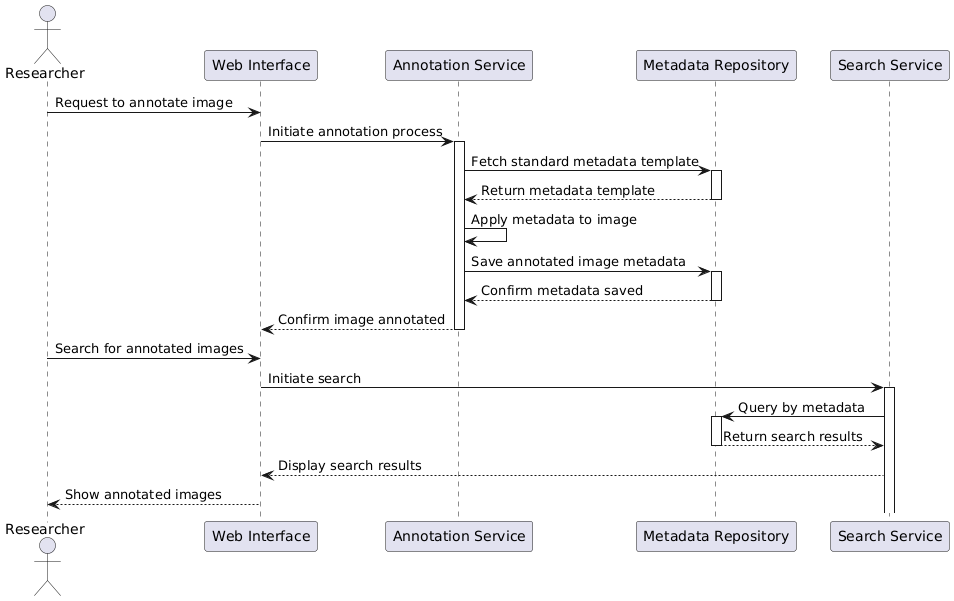 Researcher
Web Interface
Annotation Service
Metadata Repository
Search Service
Request to annotate image
Initiate annotation process
Fetch standard metadata template
Return metadata template
Apply metadata to image
Save annotated image metadata
Confirm metadata saved
Confirm image annotated
Search for annotated images
Initiate search
Query by metadata
Return search results
Display search results
Show annotated images
Researcher
Web Interface
Annotation Service
Metadata Repository
Search Service